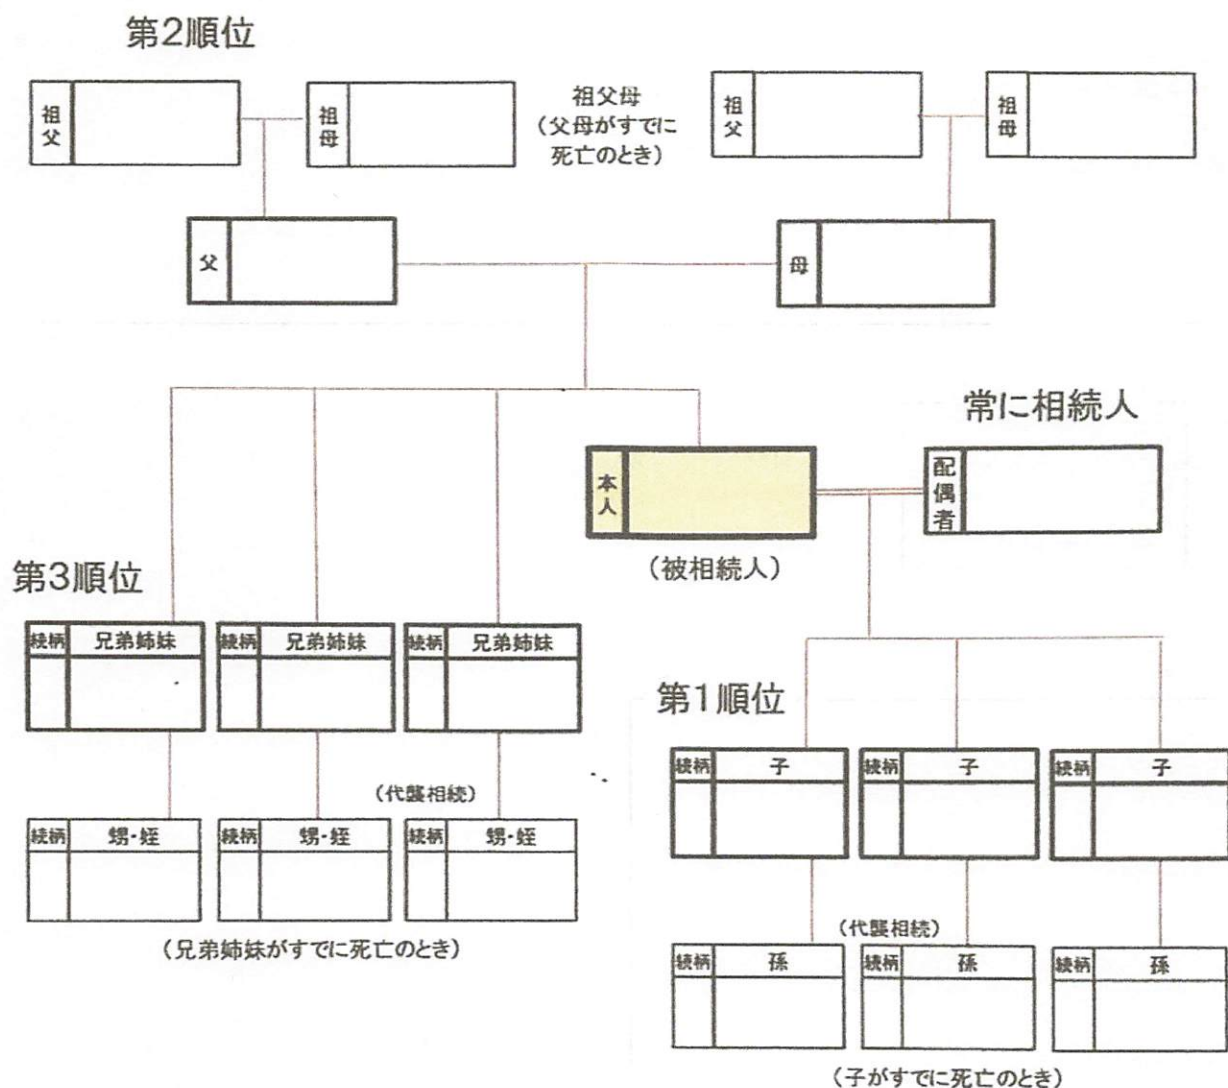 第2順位
祖父
祖母
祖父母
(父母がすでに
死亡のとき)
祖父
祖母
父
母
常に相続人
本人
配偶者
(被相続人)
第3順位
続柄 兄弟姉妹
続柄 兄弟姉妹
続柄 兄弟姉妹
第1順位
続柄 子
続柄 子
続柄 子
(代襲相続)
続柄 甥・姪
続柄 甥・姪
続柄 甥・姪
(兄弟姉妹がすでに死亡のとき)
(代襲相続)
続柄 孫
続柄 孫
続柄 孫
(子がすでに死亡のとき)